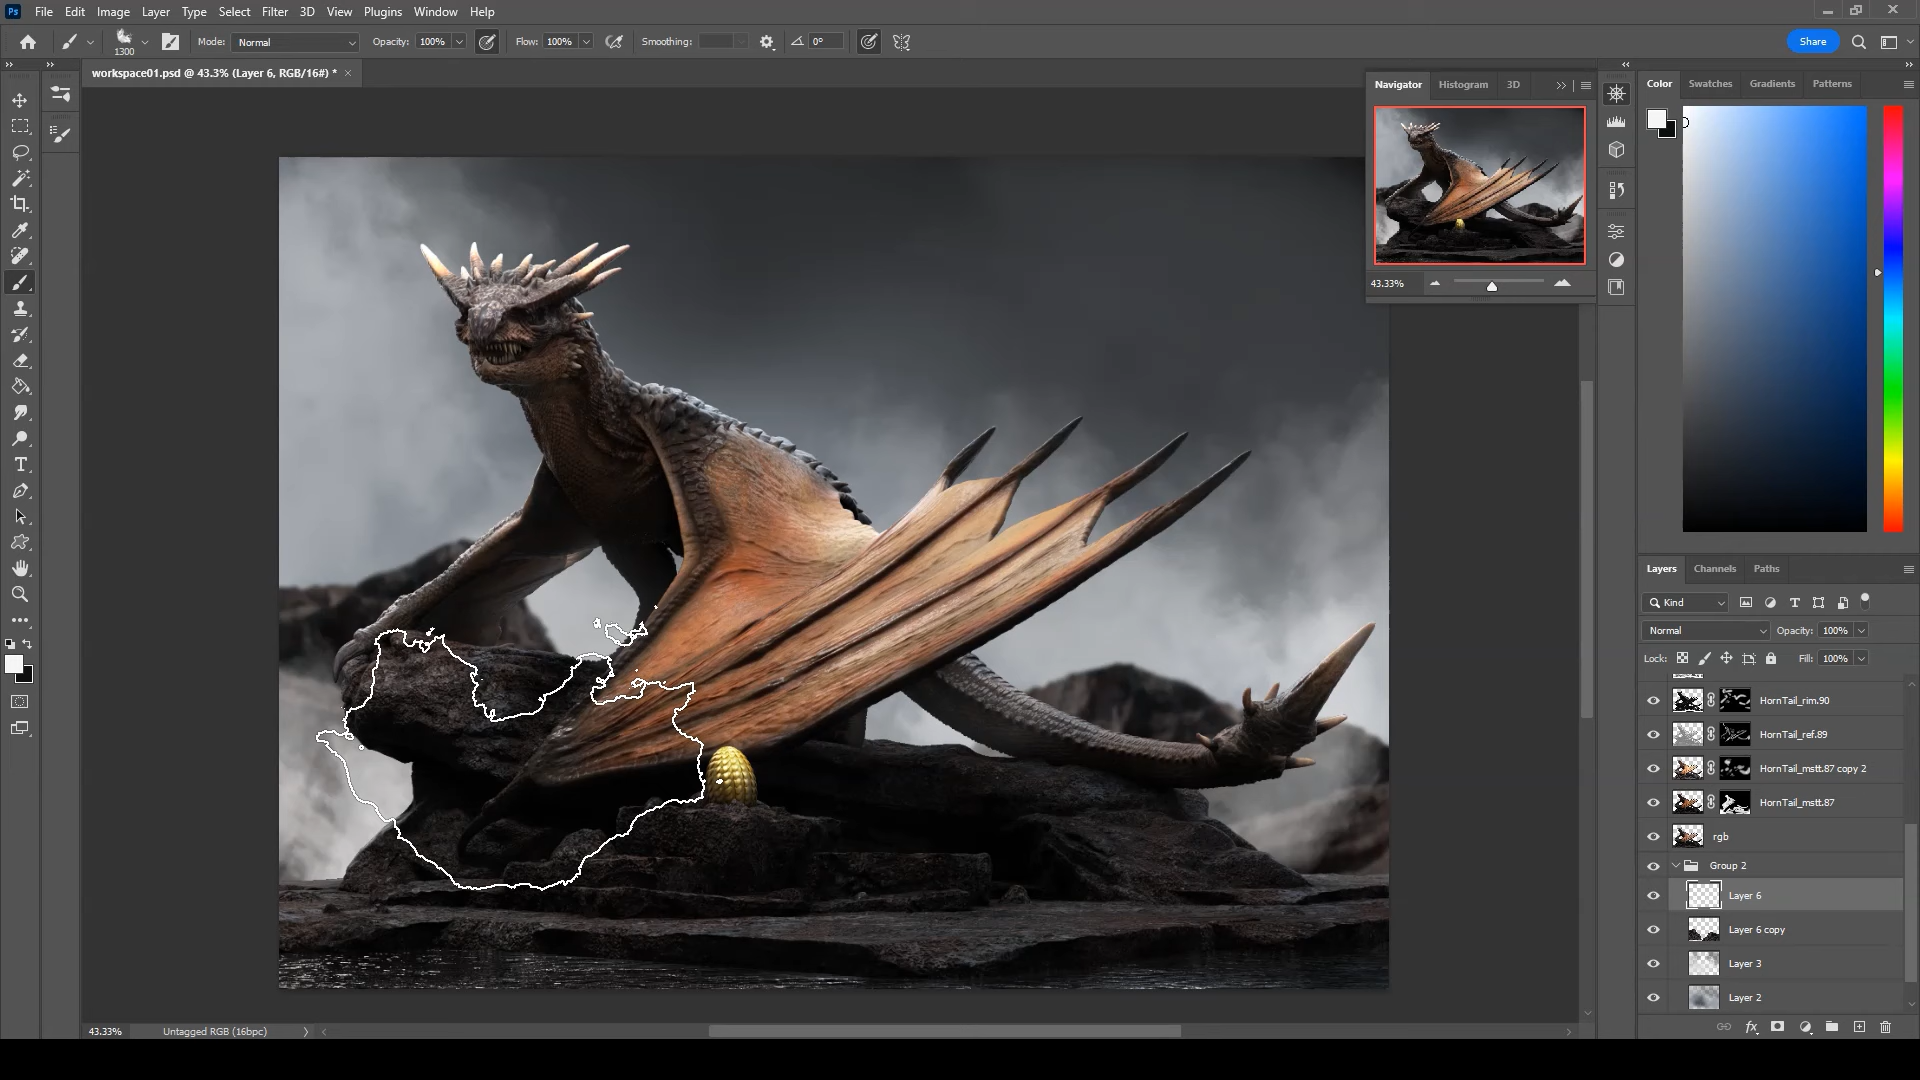 Ps File Edit Image Layer Type Select Filter 3D View Plugins Window Help
1300 Mode: Normal Opacity: 100% Flow: 100% Smoothing: 0° Share
workspace01.psd @ 43.3% (Layer 6, RGB/16#) *
Navigator Histogram 3D
43.33%
Color Swatches Gradients Patterns
Layers Channels Paths
Kind
Normal Opacity: 100%
Lock: Fill: 100%
HornTail_rim.90
HornTail_ref.89
HornTail_mstt.87 copy 2
HornTail_mstt.87
rgb
Group 2
Layer 6
Layer 6 copy
Layer 3
Layer 2
43.33% Untagged RGB (16bpc)